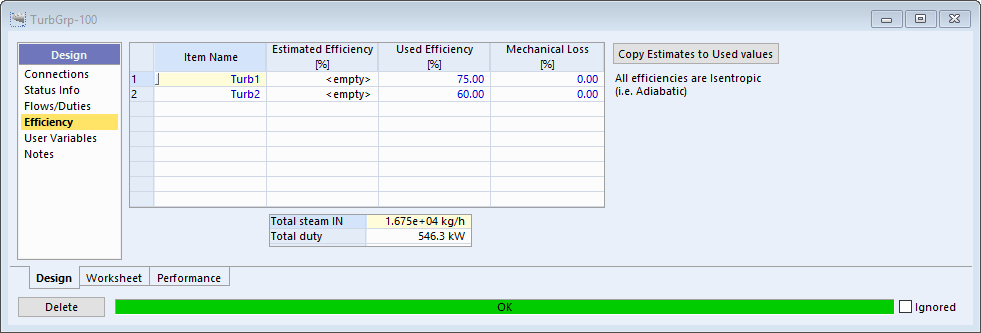 TurbGrp-100
Design
Connections
Status Info
Flows/Duties
Efficiency
User Variables
Notes
Item Name Estimated Efficiency [%] Used Efficiency [%] Mechanical Loss [%]
1 Turb1 <empty> 75.00 0.00
2 Turb2 <empty> 60.00 0.00
Copy Estimates to Used values
All efficiencies are Isentropic
(i.e. Adiabatic)
Total steam IN 1.675e+04 kg/h
Total duty 546.3 kW
Design Worksheet Performance
Delete OK Ignored